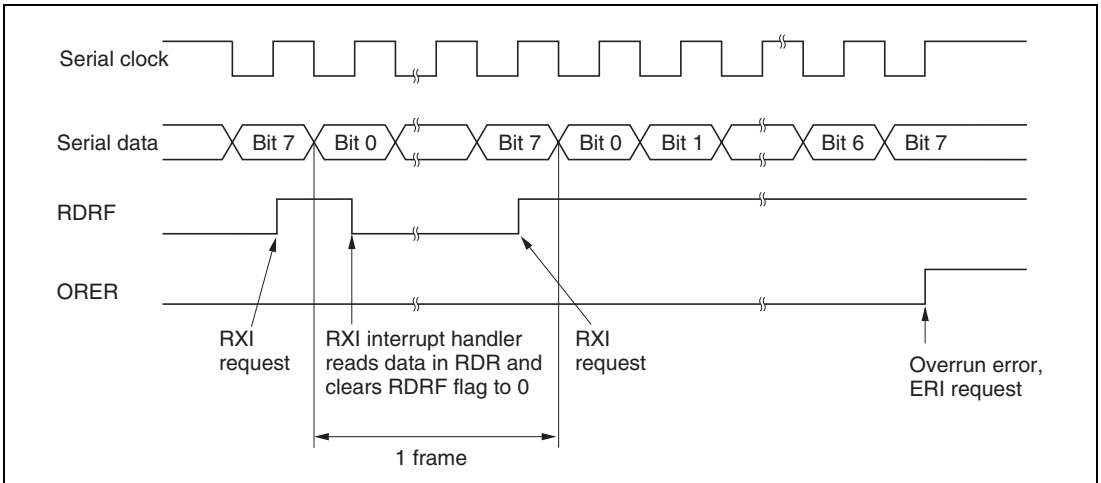 Serial clock
Serial data
Bit 7
Bit 0
Bit 7
Bit 0
Bit 1
Bit 6
Bit 7
RDRF
ORER
RXI
request
RXI interrupt handler
reads data in RDR and
clears RDRF flag to 0
RXI
request
Overrun error,
ERI request
1 frame